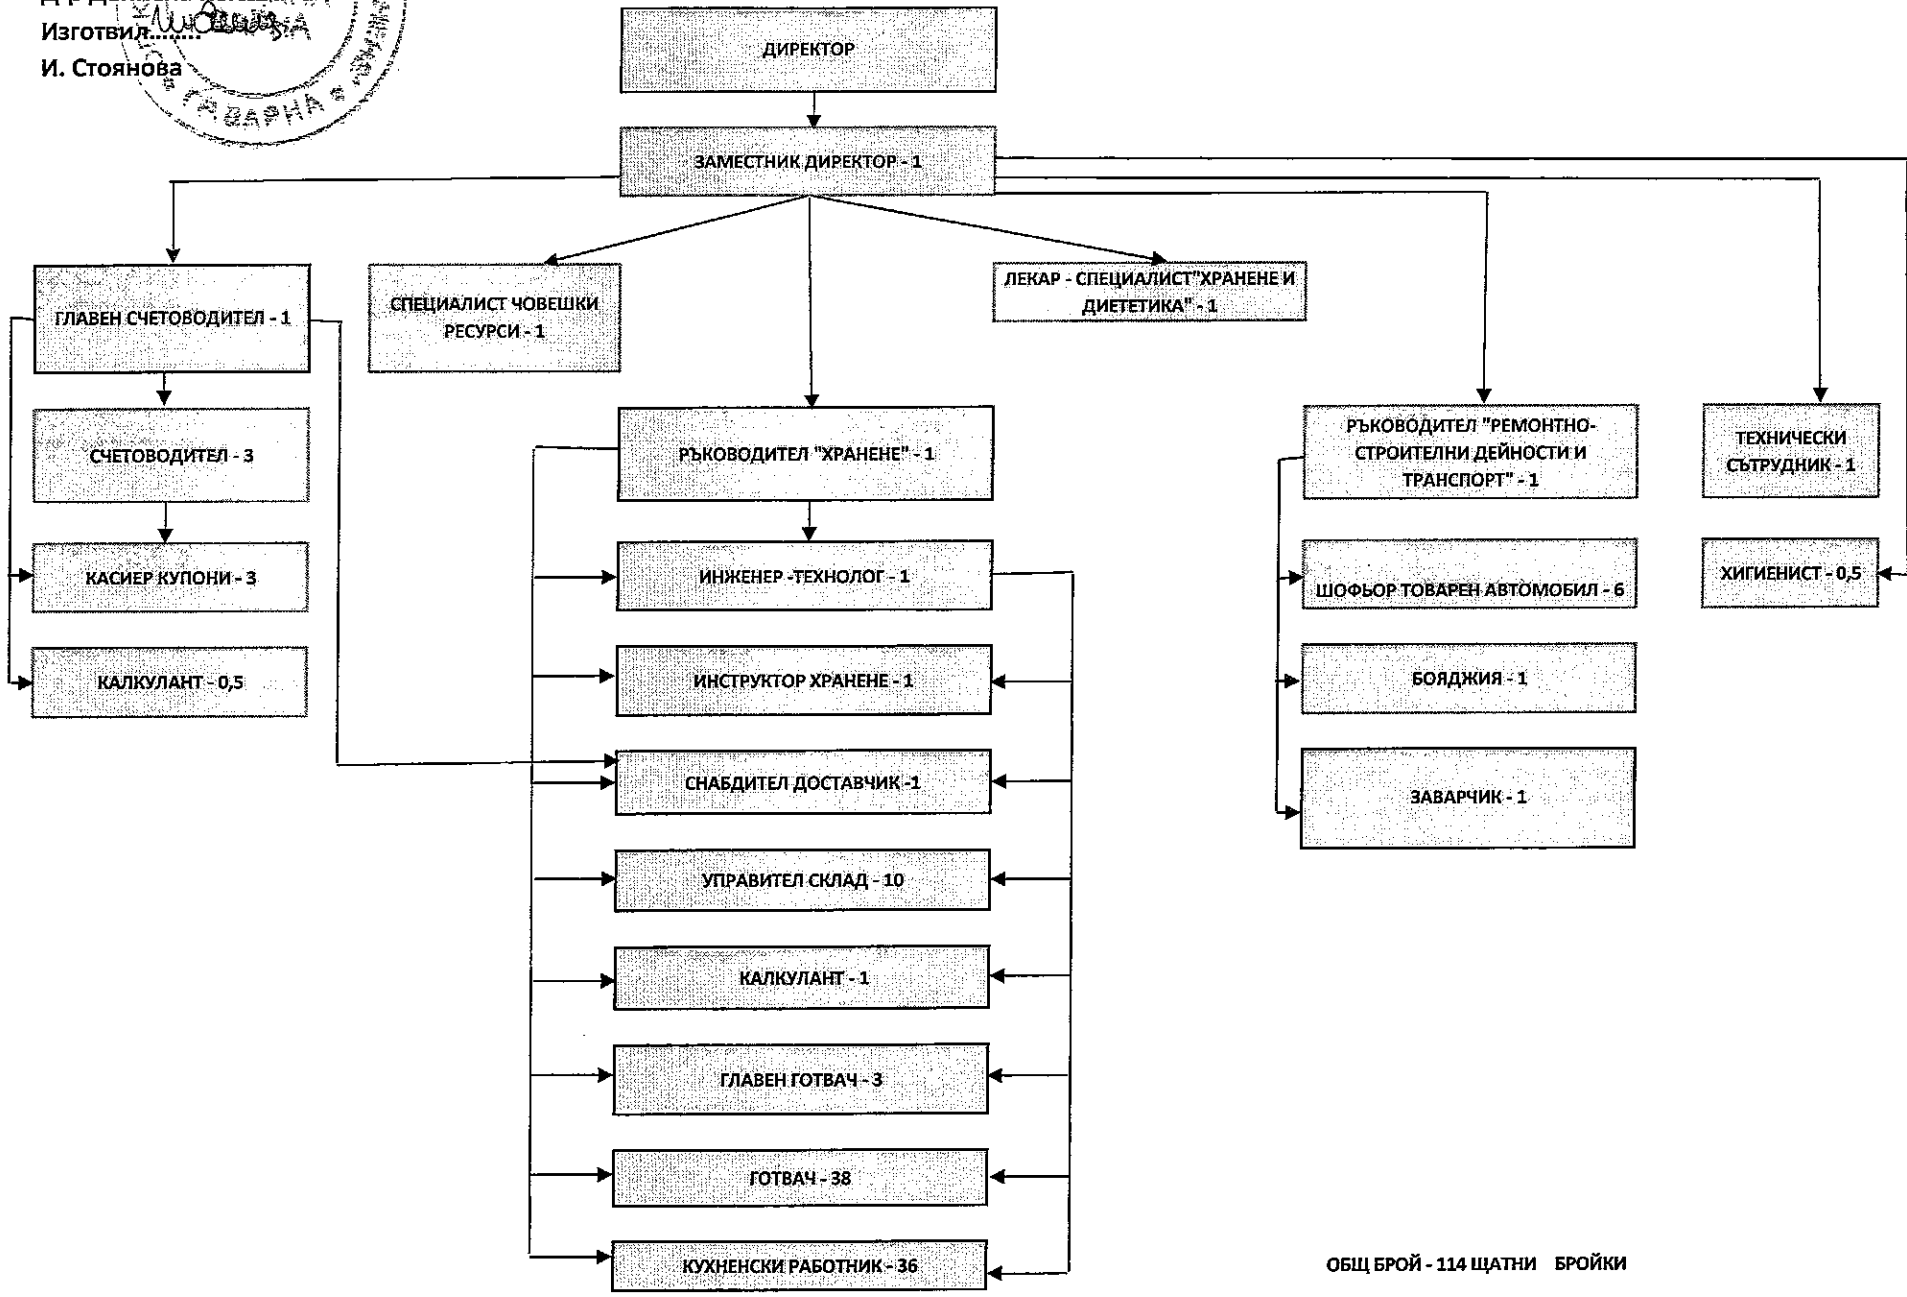 Изготвил........
И. Стоянова
ВАРНА
ДИРЕКТОР
ЗАМЕСТНИК ДИРЕКТОР - 1
ГЛАВЕН СЧЕТОВОДИТЕЛ - 1
СПЕЦИАЛИСТ ЧОВЕШКИ
РЕСУРСИ - 1
ЛЕКАР - СПЕЦИАЛИСТ"ХРАНЕНЕ И
ДИЕТЕТИКА" - 1
СЧЕТОВОДИТЕЛ - 3
РЪКОВОДИТЕЛ "ХРАНЕНЕ" - 1
РЪКОВОДИТЕЛ "РЕМОНТНО-
СТРОИТЕЛНИ ДЕЙНОСТИ И
ТРАНСПОРТ" - 1
ТЕХНИЧЕСКИ
СЪТРУДНИК - 1
КАСИЕР КУПОНИ - 3
ИНЖЕНЕР -ТЕХНОЛОГ - 1
ШОФЬОР ТОВАРЕН АВТОМОБИЛ - 6
ХИГИЕНИСТ - 0,5
КАЛКУЛАНТ - 0,5
ИНСТРУКТОР ХРАНЕНЕ - 1
БОЯДЖИЯ - 1
СНАБДИТЕЛ ДОСТАВЧИК -1
ЗАВАРЧИК - 1
УПРАВИТЕЛ СКЛАД - 10
КАЛКУЛАНТ - 1
ГЛАВЕН ГОТВАЧ - 3
ГОТВАЧ - 38
КУХНЕНСКИ РАБОТНИК - 36
ОБЩ БРОЙ - 114 ЩАТНИ БРОЙКИ